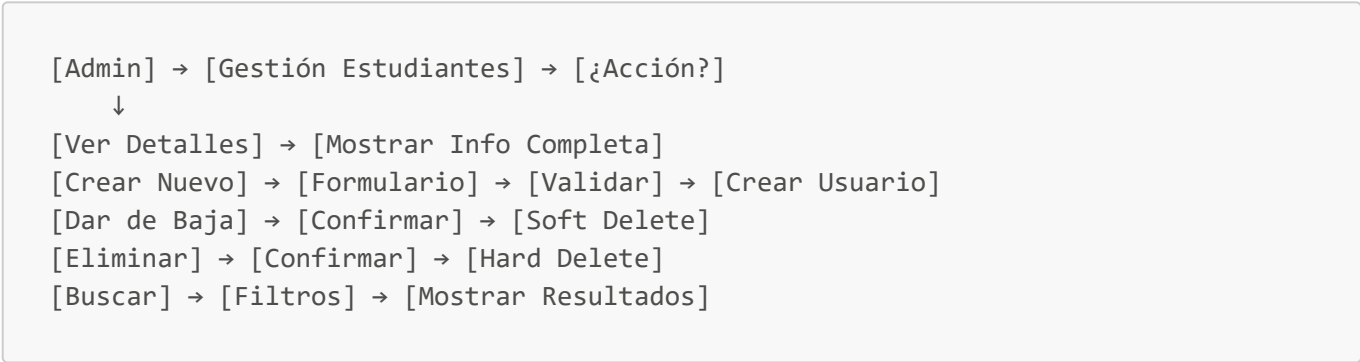 [Admin] → [Gestión Estudiantes] → [¿Acción?]
↓
[Ver Detalles] → [Mostrar Info Completa]
[Crear Nuevo] → [Formulario] → [Validar] → [Crear Usuario]
[Dar de Baja] → [Confirmar] → [Soft Delete]
[Eliminar] → [Confirmar] → [Hard Delete]
[Buscar] → [Filtros] → [Mostrar Resultados]